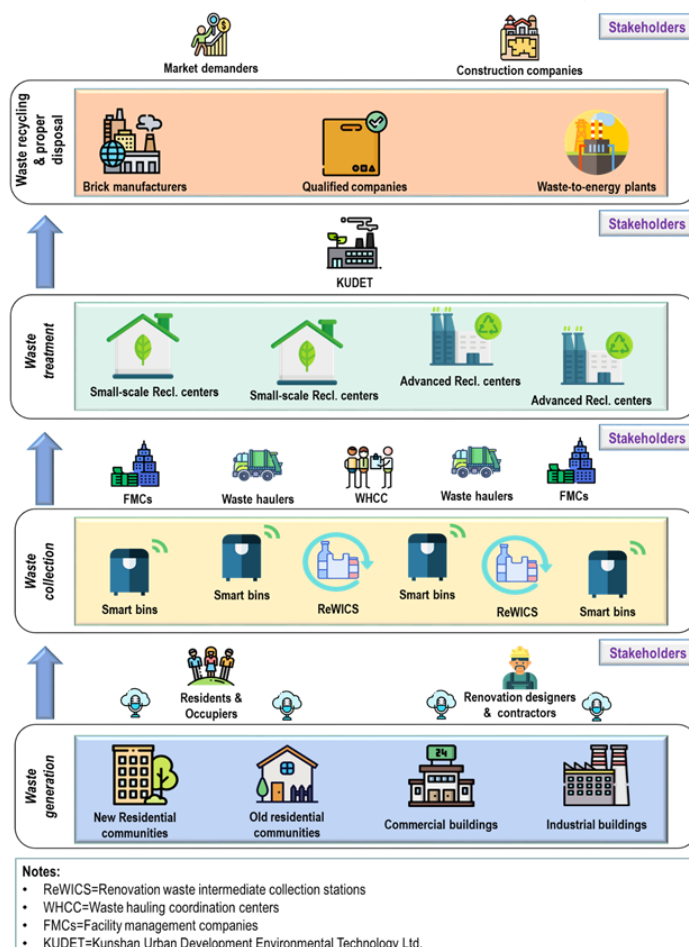 Stakeholders
Market demanders
Construction companies
Waste recycling
& proper
disposal
Brick manufacturers
Qualified companies
Waste-to-energy plants
Stakeholders
KUDET
Waste
treatment
Small-scale Recl. centers
Small-scale Recl. centers
Advanced Recl. centers
Advanced Recl. centers
Stakeholders
FMCs
Waste haulers
WHCC
Waste haulers
FMCs
Waste
collection
Smart bins
Smart bins
ReWICS
Smart bins
ReWICS
Smart bins
Stakeholders
Residents &
Occupiers
Renovation designers
& contractors
Waste
generation
24
New Residential
communities
Old residential
communities
Commercial buildings
Industrial buildings
Notes:
• ReWICS=Renovation waste intermediate collection stations
• WHCC=Waste hauling coordination centers
• FMCs=Facility management companies
• KUDET=Kunshan Urban Development Environmental Technology Ltd.